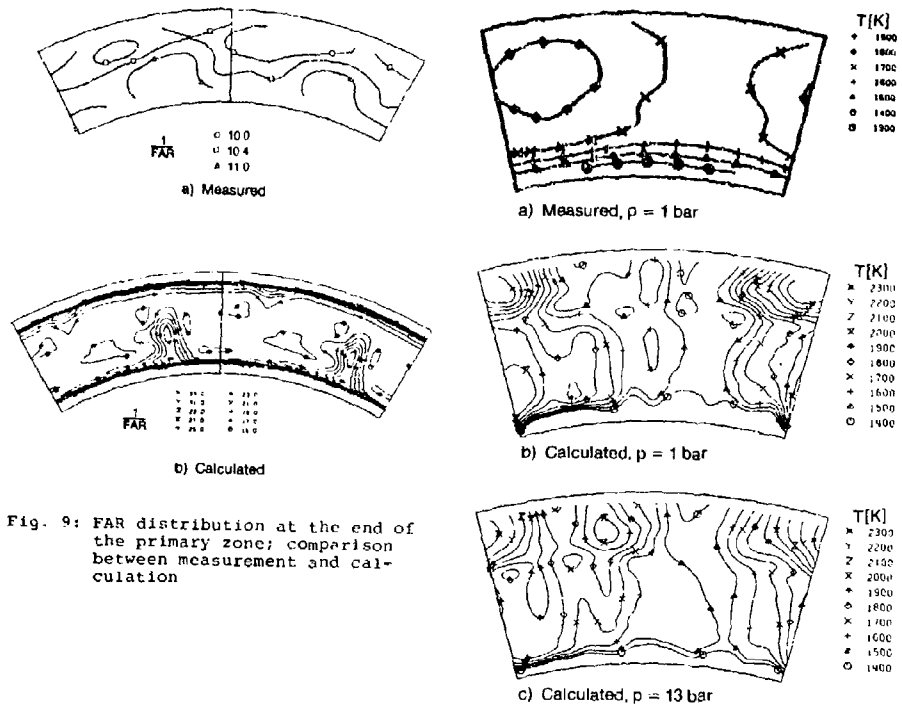 1
FAR
10.0
10.4
11.0
a) Measured
1
FAR
b) Calculated
Fig. 9: FAR distribution at the end of
the primary zone; comparison
between measurement and cal-
culation
T[K]
1900
1800
1700
1600
1400
a) Measured, p = 1 bar
T[K]
2300
2200
2100
2000
1900
1800
1700
1600
1500
1400
b) Calculated, p = 1 bar
T[K]
2300
2200
2100
2000
1900
1800
1700
1600
1500
1400
c) Calculated, p = 13 bar